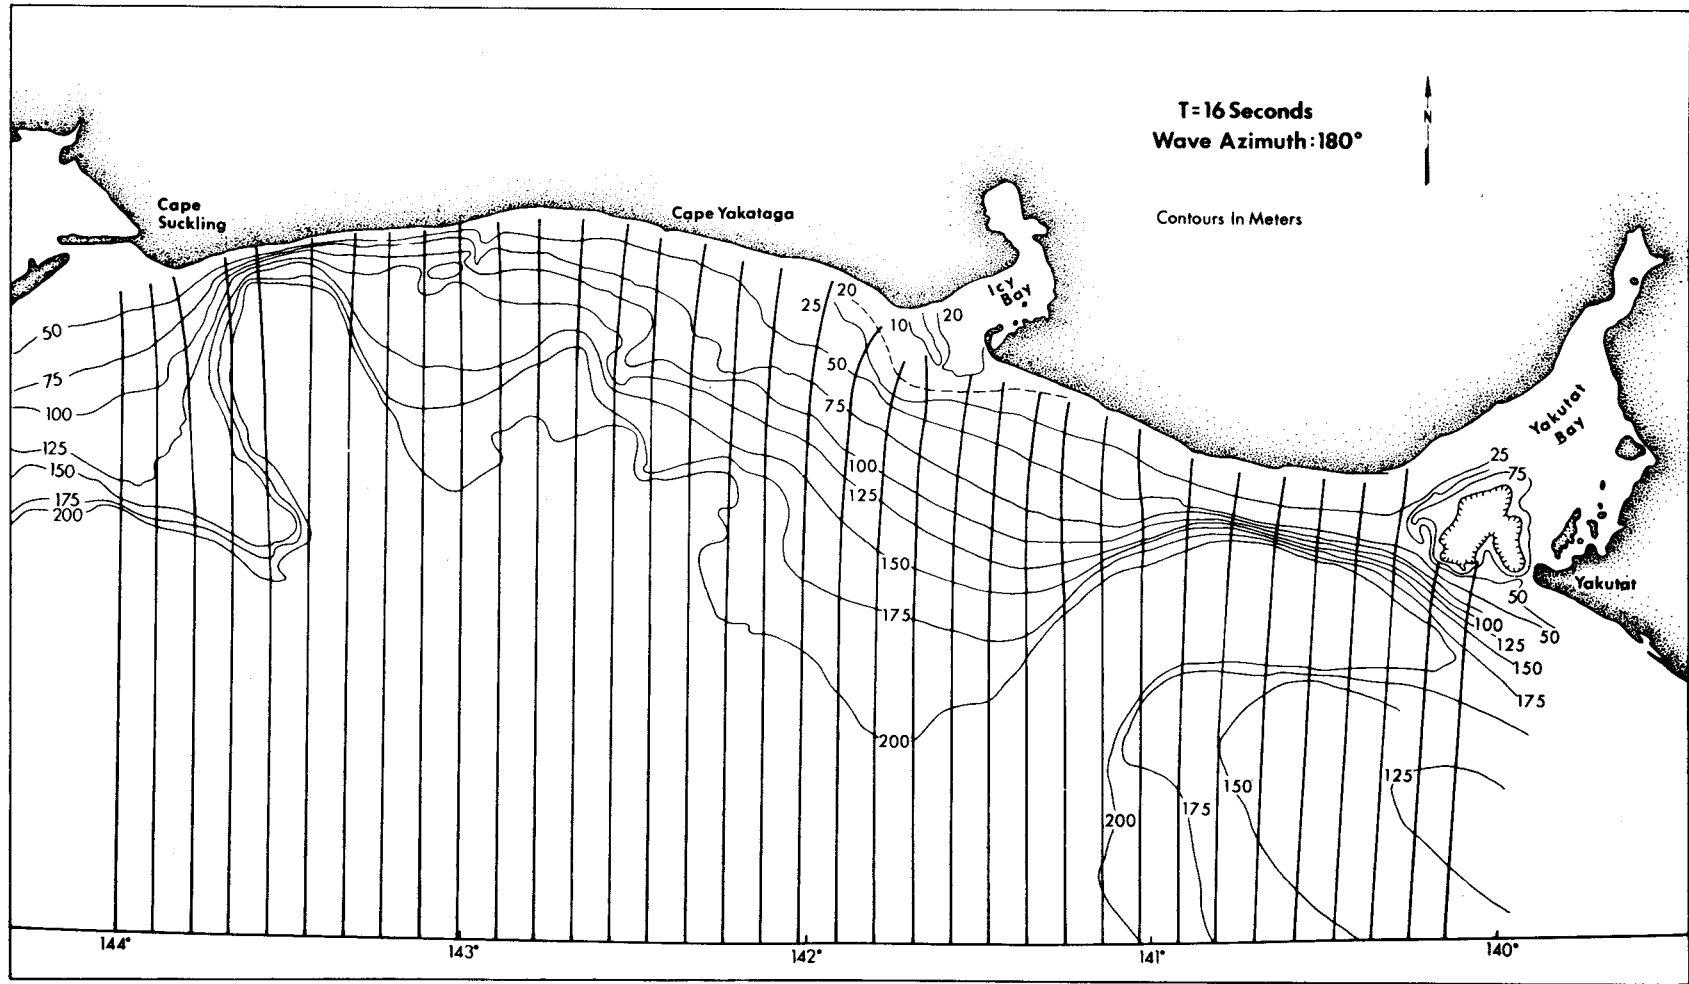 T=16 Seconds
Wave Azimuth:180°
N
Contours In Meters
Cape
Suckling
Cape Yakataga
Icy
Bay
Yakutat
Bay
Yakutat
50
75
100
125
150
175
200
20
25
10
20
50
75
100
125
150
175
200
25
75
50
50
100
125
150
175
125
150
175
200
144°
143°
142°
141°
140°